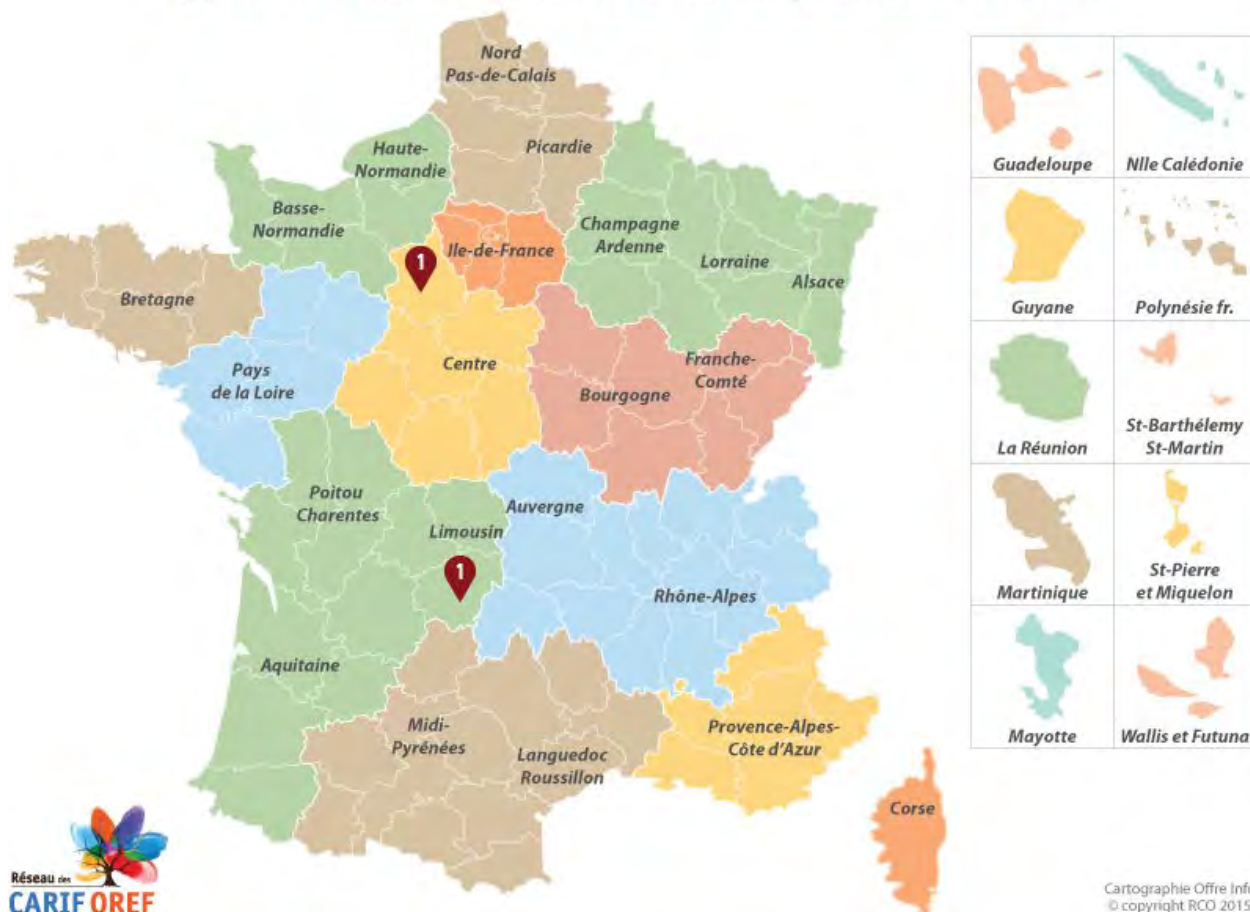 Nord
Pas-de-Calais
Picardie
Haute-
Normandie
Basse-
Normandie
Ile-de-France
Champagne
Ardenne
Lorraine
Alsace
1
Bretagne
Pays
de la Loire
Centre
Bourgogne
Franche-
Comté
Poitou
Charentes
Limousin
1
Auvergne
Rhône-Alpes
Aquitaine
Midi-
Pyrénées
Languedoc
Roussillon
Provence-Alpes-
Côte d'Azur
Corse
Guadeloupe
Nlle Calédonie
Guyane
Polynésie fr.
La Réunion
St-Barthélemy
St-Martin
Martinique
St-Pierre
et Miquelon
Mayotte
Wallis et Futuna
Réseau des
CARIF OREF
Cartographie Offre Info
© copyright RCO 2015